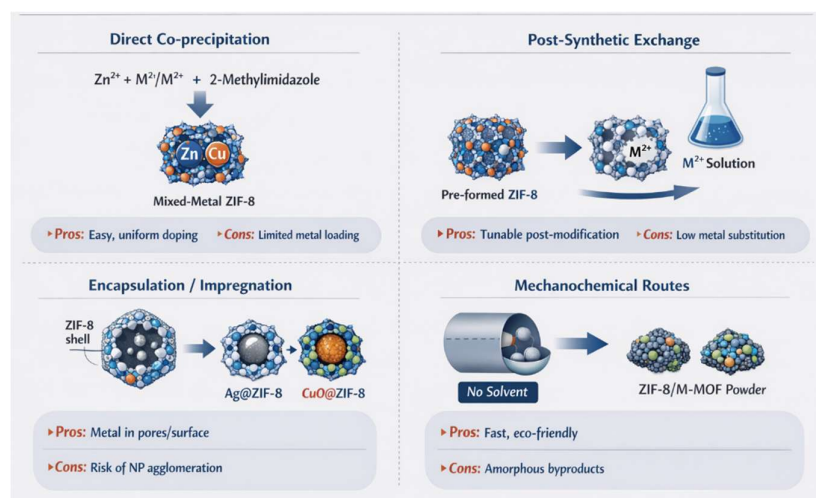 Direct Co-precipitation
Zn²⁺ + M²⁺/M²⁺ + 2-Methylimidazole
Zn Cu
Mixed-Metal ZIF-8
Pros: Easy, uniform doping
Cons: Limited metal loading
Post-Synthetic Exchange
M²⁺
M²⁺ Solution
Pre-formed ZIF-8
Pros: Tunable post-modification
Cons: Low metal substitution
Encapsulation / Impregnation
ZIF-8
shell
Ag@ZIF-8
CuO@ZIF-8
Pros: Metal in pores/surface
Cons: Risk of NP agglomeration
Mechanochemical Routes
No Solvent
ZIF-8/M-MOF Powder
Pros: Fast, eco-friendly
Cons: Amorphous byproducts